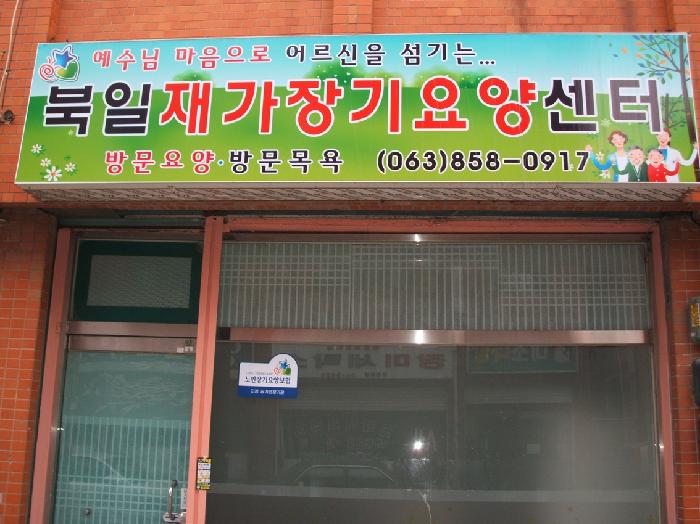 예수님 마음으로 어르신을 섬기는...
북일재가장기요양센터
방문요양·방문목욕 (063)858-0917
노인장기요양보험